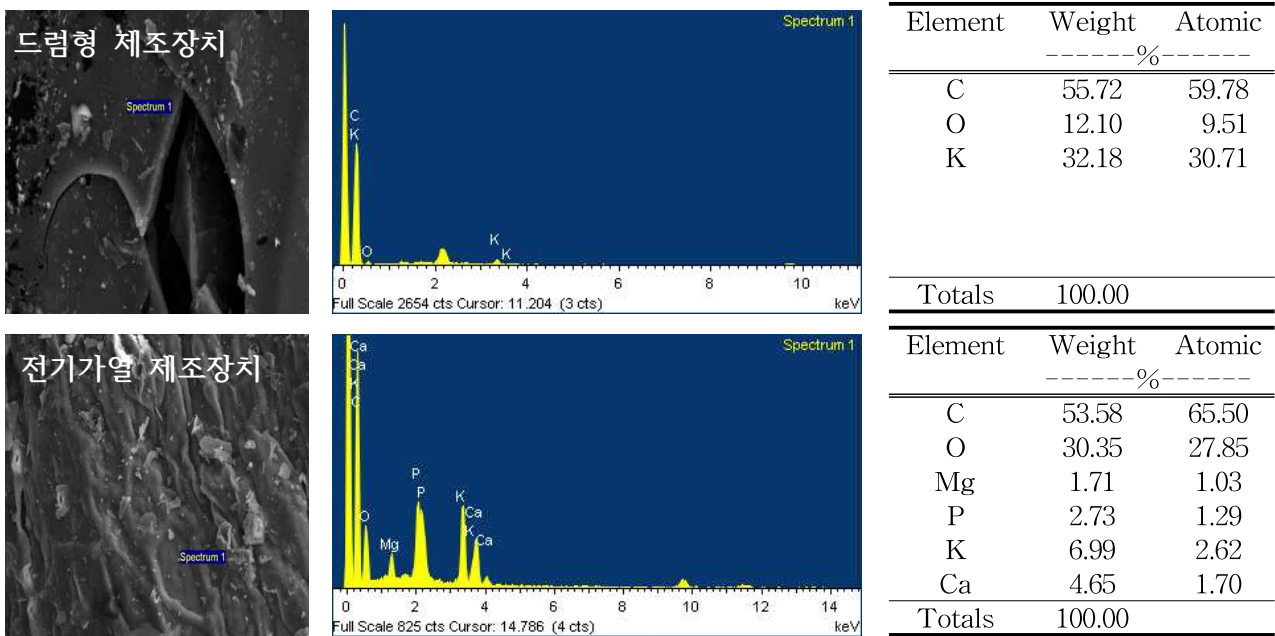 드럼형 제조장치
Spectrum 1
Spectrum 1
C
K
O
K
K
0 2 4 6 8 10
Full Scale 2654 cts Cursor: 11.204 (3 cts) keV
Element Weight Atomic
------%------
C 55.72 59.78
O 12.10 9.51
K 32.18 30.71
Totals 100.00
전기가열 제조장치
Spectrum 1
Spectrum 1
Ca
Ca
K
C
O
Mg
P
P
K
Ca
K
Ca
0 2 4 6 8 10 12 14
Full Scale 825 cts Cursor: 14.786 (4 cts) keV
Element Weight Atomic
------%------
C 53.58 65.50
O 30.35 27.85
Mg 1.71 1.03
P 2.73 1.29
K 6.99 2.62
Ca 4.65 1.70
Totals 100.00